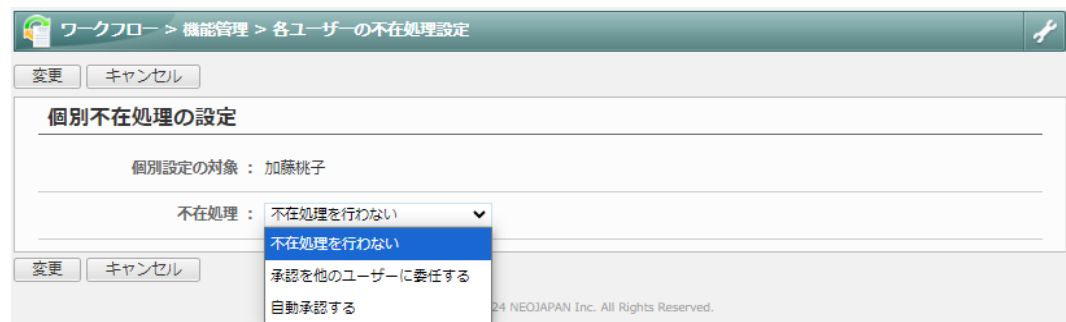 ワークフロー > 機能管理 > 各ユーザーの不在処理設定
変更 キャンセル
個別不在処理の設定
個別設定の対象 : 加藤桃子
不在処理 : 不在処理を行わない
不在処理を行わない
変更 キャンセル
承認を他のユーザーに委任する
自動承認する
24 NEOJAPAN Inc. All Rights Reserved.